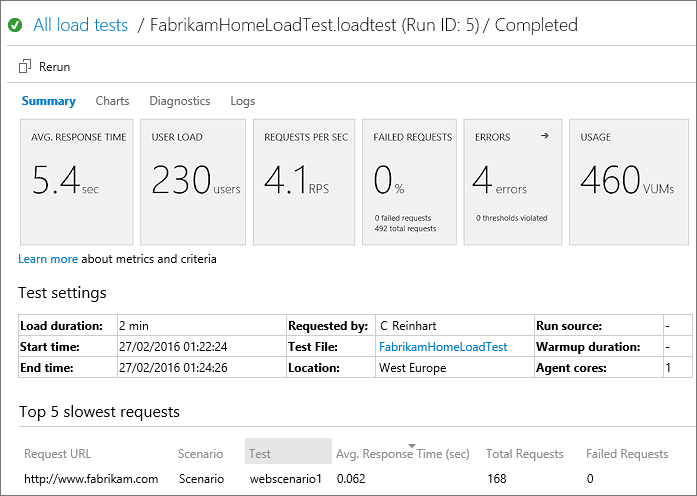 All load tests / FabrikamHomeLoadTest.loadtest (Run ID: 5) / Completed
Rerun
Summary Charts Diagnostics Logs
AVG. RESPONSE TIME USER LOAD REQUESTS PER SEC FAILED REQUESTS ERRORS → USAGE
5.4 sec 230 users 4.1 RPS 0 % 4 errors 460 VUMs
0 failed requests 0 thresholds violated
492 total requests
Learn more about metrics and criteria
Test settings
Load duration: 2 min Requested by: C Reinhart Run source: -
Start time: 27/02/2016 01:22:24 Test File: FabrikamHomeLoadTest Warmup duration: -
End time: 27/02/2016 01:24:26 Location: West Europe Agent cores: 1
Top 5 slowest requests
Request URL Scenario Test Avg. Response Time (sec) Total Requests Failed Requests
http://www.fabrikam.com Scenario webscenario1 0.062 168 0